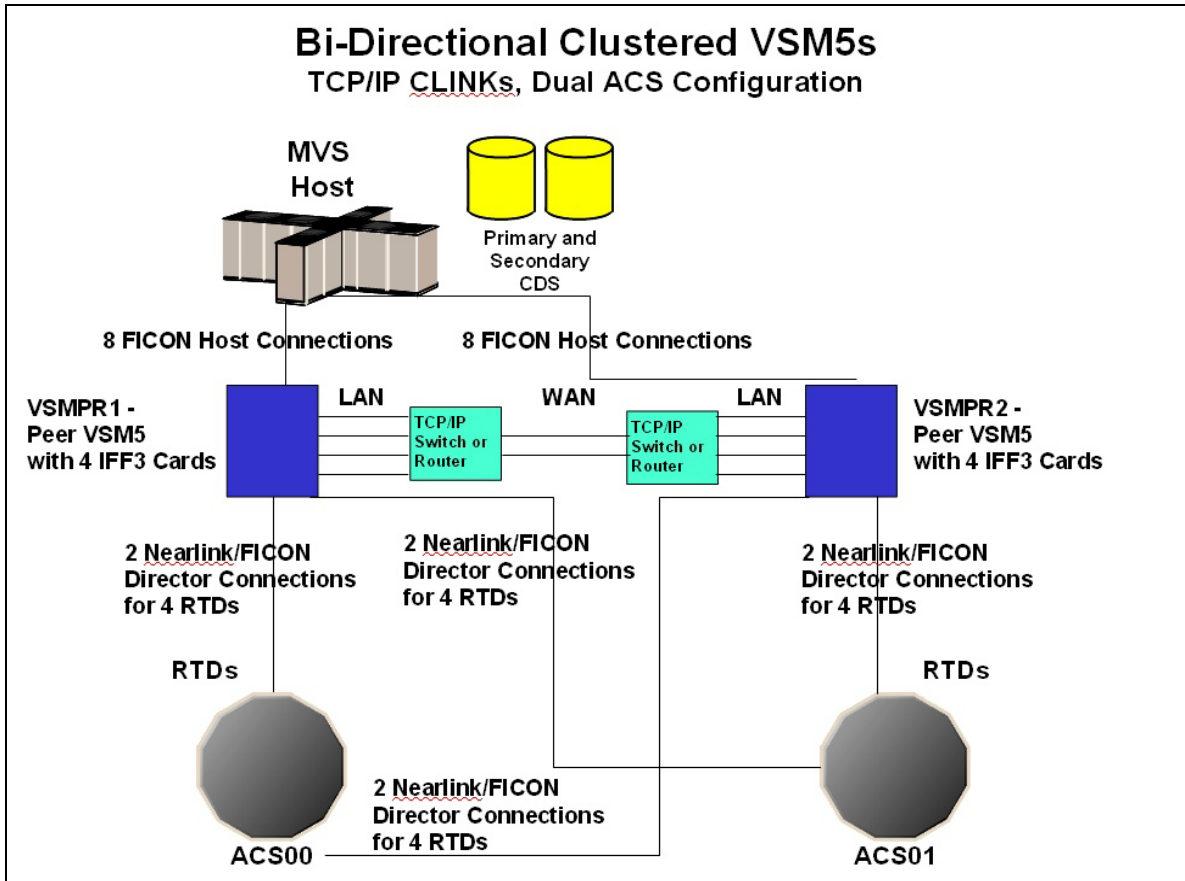 Bi-Directional Clustered VSM5s
TCP/IP CLINKs, Dual ACS Configuration
MVS
Host
Primary and
Secondary
CDS
8 FICON Host Connections
8 FICON Host Connections
VSMPR1 -
Peer VSM5
with 4 IFF3 Cards
LAN
TCP/IP
Switch or
Router
WAN
TCP/IP
Switch or
Router
LAN
VSMPR2 -
Peer VSM5
with 4 IFF3 Cards
2 Nearlink/FICON
Director Connections
for 4 RTDs
2 Nearlink/FICON
Director Connections
for 4 RTDs
2 Nearlink/FICON
Director Connections
for 4 RTDs
RTDs
RTDs
2 Nearlink/FICON
Director Connections
for 4 RTDs
ACS00
ACS01